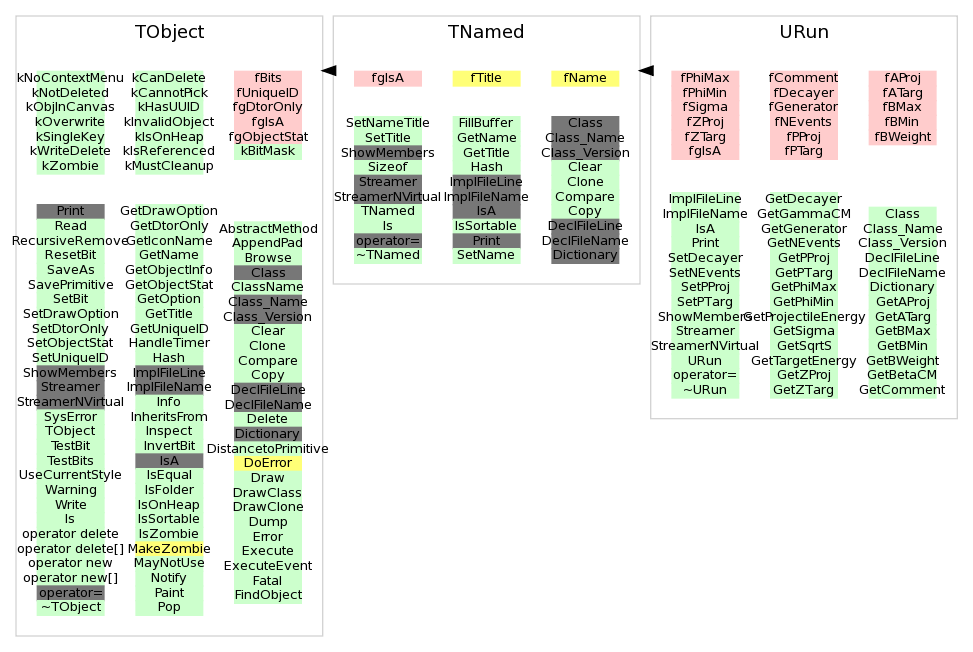 TObject
kNoContextMenu
kNotDeleted
kObjInCanvas
kOverwrite
kSingleKey
kWriteDelete
kZombie
kCanDelete
kCannotPick
kHasUUID
kInvalidObject
kIsOnHeap
kIsReferenced
kMustCleanup
fBits
fUniqueID
fgDtorOnly
fgIsA
fgObjectStat
kBitMask
Print
Read
RecursiveRemove
ResetBit
SaveAs
SavePrimitive
SetBit
SetDrawOption
SetDtorOnly
SetObjectStat
SetUniqueID
ShowMembers
Streamer
StreamerNVirtual
SysError
TObject
TestBit
TestBits
UseCurrentStyle
Warning
Write
ls
operator delete
operator delete[]
operator new
operator new[]
operator=
~TObject
GetDrawOption
GetDtorOnly
GetIconName
GetName
GetObjectInfo
GetObjectStat
GetOption
GetTitle
GetUniqueID
HandleTimer
Hash
ImplFileLine
ImplFileName
Info
InheritsFrom
Inspect
InvertBit
IsA
IsEqual
IsFolder
IsOnHeap
IsSortable
IsZombie
MakeZombie
MayNotUse
Notify
Paint
Pop
AbstractMethod
AppendPad
Browse
Class
ClassName
Class_Name
Class_Version
Clear
Clone
Compare
Copy
DeclFileLine
DeclFileName
Delete
Dictionary
DistancetoPrimitive
DoError
Draw
DrawClass
DrawClone
Dump
Error
Execute
ExecuteEvent
Fatal
FindObject
TNamed
fgIsA
fTitle
fName
SetNameTitle
SetTitle
ShowMembers
Sizeof
Streamer
StreamerNVirtual
TNamed
ls
operator=
~TNamed
FillBuffer
GetName
GetTitle
Hash
ImplFileLine
ImplFileName
IsA
IsSortable
Print
SetName
Class
Class_Name
Class_Version
Clear
Clone
Compare
Copy
DeclFileLine
DeclFileName
Dictionary
URun
fPhiMax
fPhiMin
fSigma
fZProj
fZTarg
fgIsA
fComment
fDecayer
fGenerator
fNEvents
fPProj
fPTarg
fAProj
fATarg
fBMax
fBMin
fBWeight
ImplFileLine
ImplFileName
IsA
Print
SetDecayer
SetNEvents
SetPProj
SetPTarg
ShowMembers
Streamer
StreamerNVirtual
URun
operator=
~URun
GetDecayer
GetGammaCM
GetGenerator
GetNEvents
GetPProj
GetPTarg
GetPhiMax
GetPhiMin
GetProjectileEnergy
GetSigma
GetSqrtS
GetTargetEnergy
GetZProj
GetZTarg
Class
Class_Name
Class_Version
DeclFileLine
DeclFileName
Dictionary
GetAProj
GetATarg
GetBMax
GetBMin
GetBWeight
GetBetaCM
GetComment